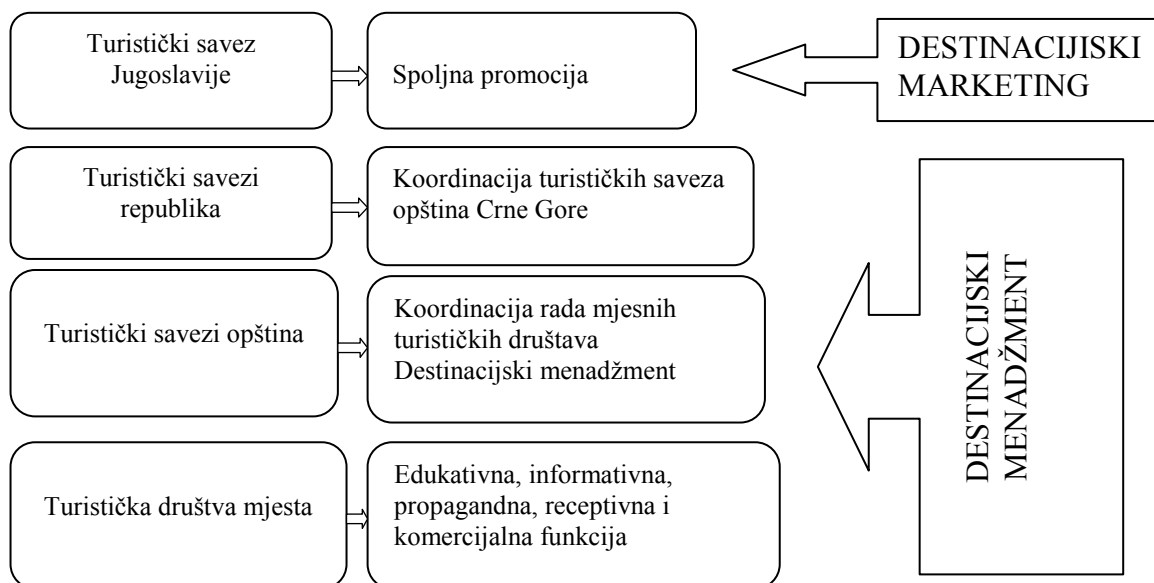 Turistički savez
Jugoslavije
Spoljna promocija
DESTINACIJISKI
MARKETING
Turistički savezi
republika
Koordinacija turističkih saveza
opština Crne Gore
Turistički savezi opština
Koordinacija rada mjesnih
turističkih društava
Destinacijski menadžment
Turistička društva mjesta
Edukativna, informativna,
propagandna, receptivna i
komercijalna funkcija
DESTINACIJSKI
MENADŽMENT